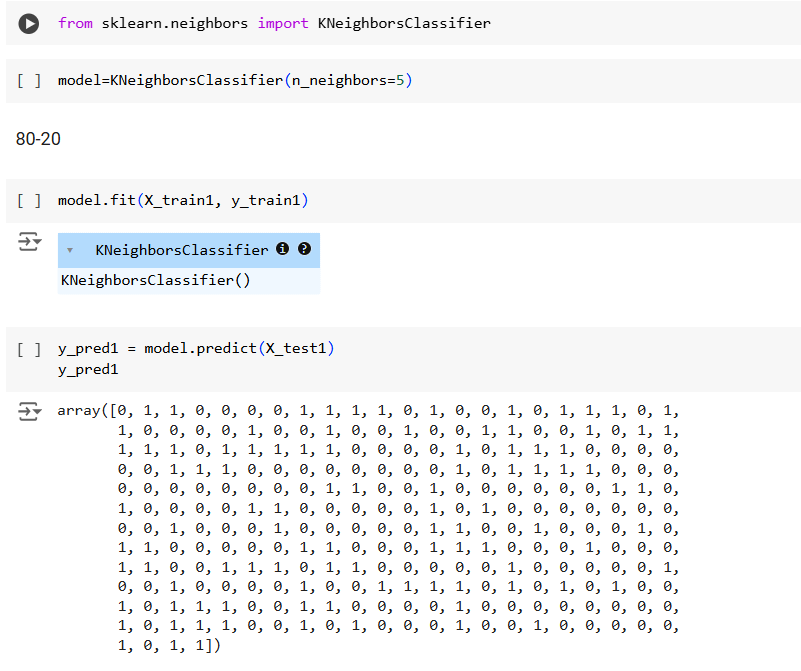 from sklearn.neighbors import KNeighborsClassifier
[ ] model=KNeighborsClassifier(n_neighbors=5)
80-20
[ ] model.fit(X_train1, y_train1)
KNeighborsClassifier
KNeighborsClassifier()
[ ] y_pred1 = model.predict(X_test1)
y_pred1
array([0, 1, 1, 0, 0, 0, 0, 1, 1, 1, 1, 0, 1, 0, 0, 1, 0, 1, 1, 1, 0, 1,
1, 0, 0, 0, 0, 1, 0, 0, 1, 0, 0, 1, 0, 0, 1, 1, 0, 0, 1, 0, 1, 1,
1, 1, 1, 0, 1, 1, 1, 1, 1, 0, 0, 0, 0, 1, 0, 1, 1, 1, 0, 0, 0, 0,
0, 0, 1, 1, 1, 0, 0, 0, 0, 0, 0, 0, 0, 1, 0, 1, 1, 1, 1, 0, 0, 0,
0, 0, 0, 0, 0, 0, 0, 0, 1, 1, 0, 0, 1, 0, 0, 0, 0, 0, 0, 1, 1, 0,
1, 0, 0, 0, 0, 1, 1, 0, 0, 0, 0, 0, 1, 0, 1, 0, 0, 0, 0, 0, 0, 0,
0, 0, 1, 0, 0, 0, 1, 0, 0, 0, 0, 0, 1, 1, 0, 0, 1, 0, 0, 0, 1, 0,
1, 1, 0, 0, 0, 0, 0, 1, 1, 0, 0, 0, 1, 1, 1, 0, 0, 0, 1, 0, 0, 0,
1, 1, 0, 0, 1, 1, 1, 0, 1, 1, 0, 0, 0, 0, 0, 1, 0, 0, 0, 0, 0, 1,
0, 0, 1, 0, 0, 0, 0, 1, 0, 0, 1, 1, 1, 1, 0, 1, 0, 1, 0, 1, 0, 0,
1, 0, 1, 1, 1, 0, 0, 1, 1, 0, 0, 0, 0, 1, 0, 0, 0, 0, 0, 0, 0, 0,
1, 0, 1, 1, 1, 0, 0, 1, 0, 1, 0, 0, 0, 1, 0, 0, 1, 0, 0, 0, 0, 0,
1, 0, 1, 1])